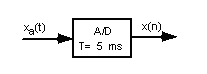 xa(t)
A/D
T= 5 ms
x(n)